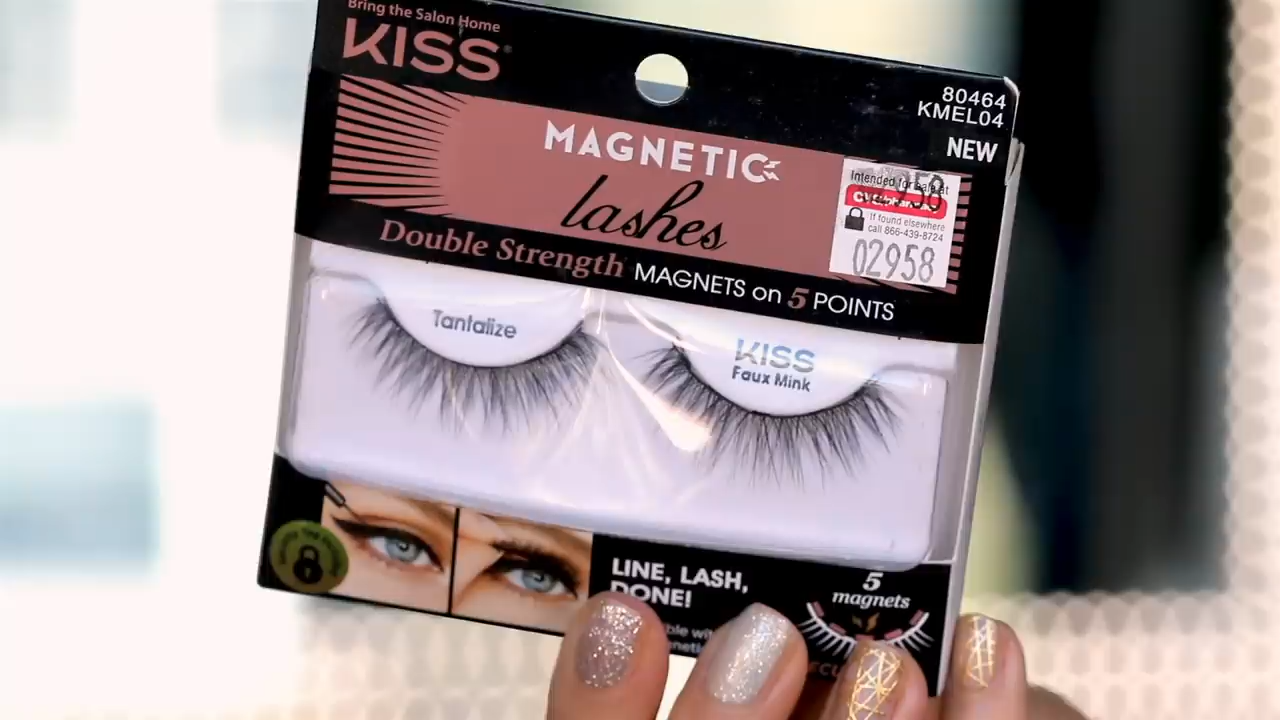 Bring the Salon Home
KISS®
80464
KMEL04
NEW
MAGNETIC
lashes
Intended for Sale at
If found elsewhere
call 866-439-8724
02958
Double Strength MAGNETS on 5 POINTS
Tantalize
KISS
Faux Mink
LINE, LASH,
DONE!
5
magnets